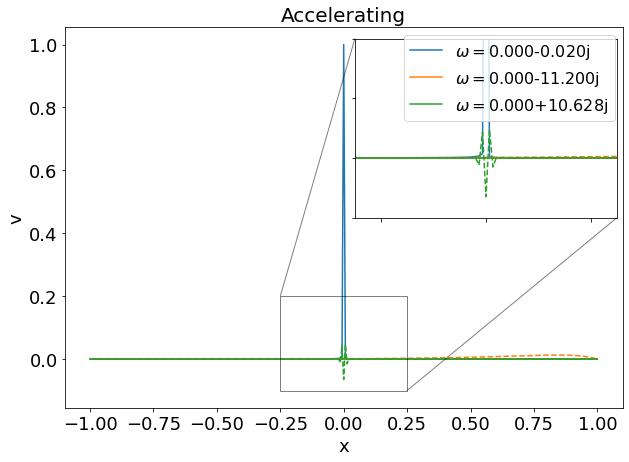 Accelerating
ω = 0.000-0.020j
ω = 0.000-11.200j
ω = 0.000+10.628j
v
1.0
0.8
0.6
0.4
0.2
0.0
−1.00 −0.75 −0.50 −0.25 0.00 0.25 0.50 0.75 1.00
x